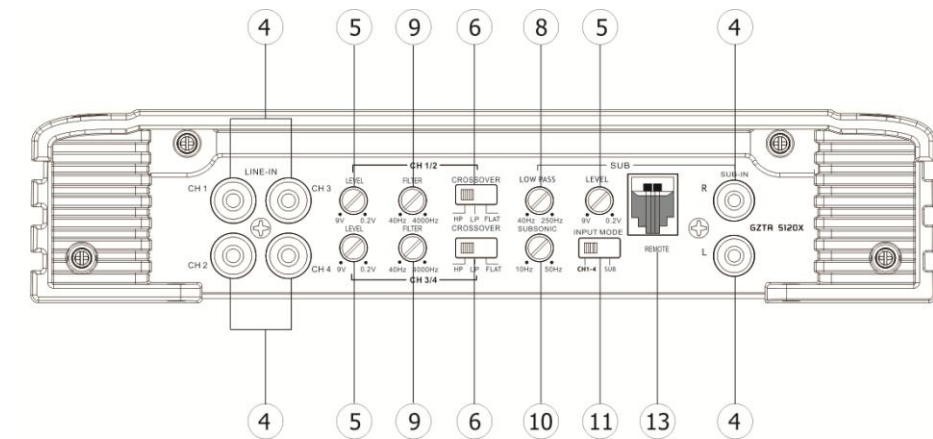 4 5 9 6 8 5 4
CH 1/2 SUB
LINE-IN LEVEL FILTER CROSSOVER LOW PASS LEVEL SUB-IN
CH 1 CH 3 R
9V 0.2V 40Hz 4000Hz HP LP FLAT 40Hz 250Hz 9V 0.2V
LEVEL FILTER CROSSOVER SUBSONIC INPUT MODE REMOTE GZTR 5120X
CH 2 CH 4 L
9V 0.2V 40Hz 4000Hz HP LP FLAT 10Hz 50Hz CH1-4 SUB
CH 3/4
4 5 9 6 10 11 13 4